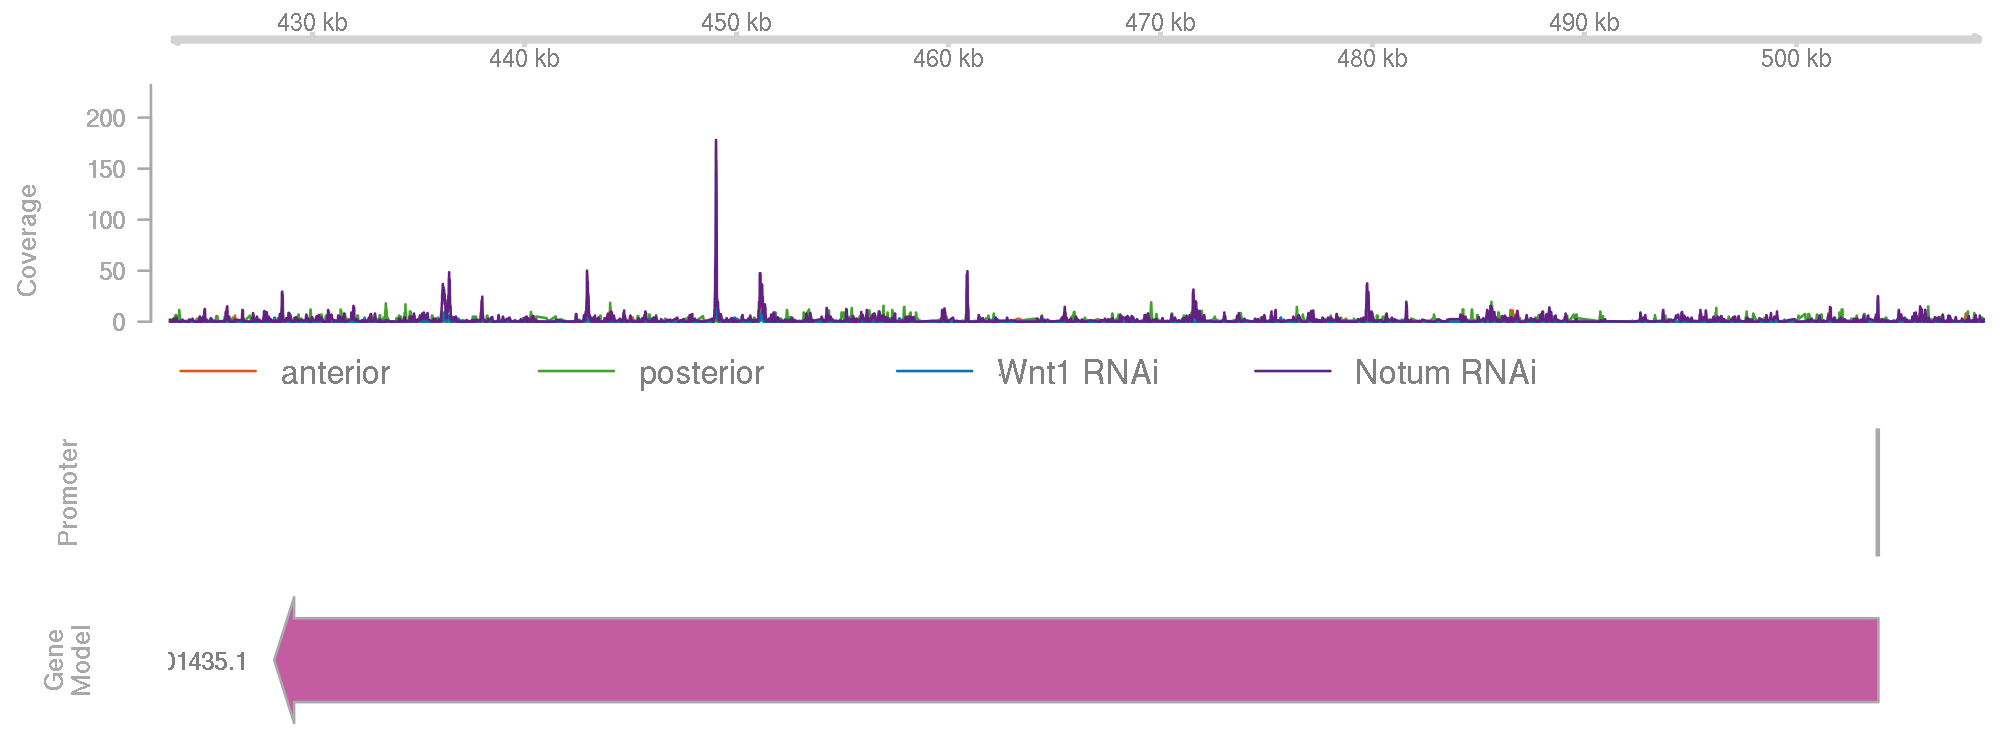 430 kb 450 kb 470 kb 490 kb
440 kb 460 kb 480 kb 500 kb
Coverage
200
150
100
50
0
anterior posterior Wnt1 RNAi Notum RNAi
Promoter
Gene
Model
01435.1